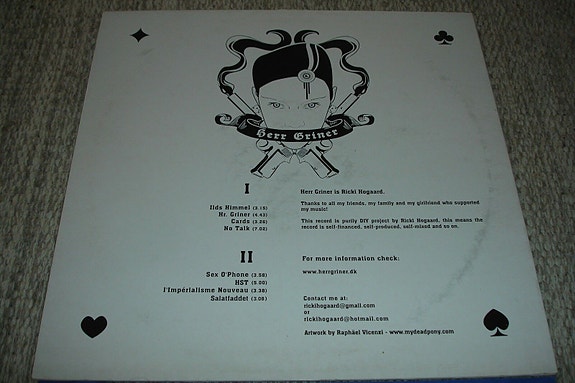 Herr Griner
I
Ilds Himmel (3.15)
Hr. Griner (4.43)
Cards (3.26)
No Talk (7.02)
II
Sex O'Phone (3.58)
HST (5.00)
l'Impérialisme Nouveau (3.38)
Salatfaddet (3.05)
Herr Griner is Ricki Hogaard.
Thanks to all my friends, my family and my girlfriend who supported
my music!
This record is purily DIY project by Ricki Hogaard, this means the
record is self-financed, self-produced, self-mixed and so on.
For more information check:
www.herrgriner.dk
Contact me at:
rickihogaard@gmail.com
or
rickihogaard@hotmail.com
Artwork by Raphäel Vicenzi - www.mydeadpony.com